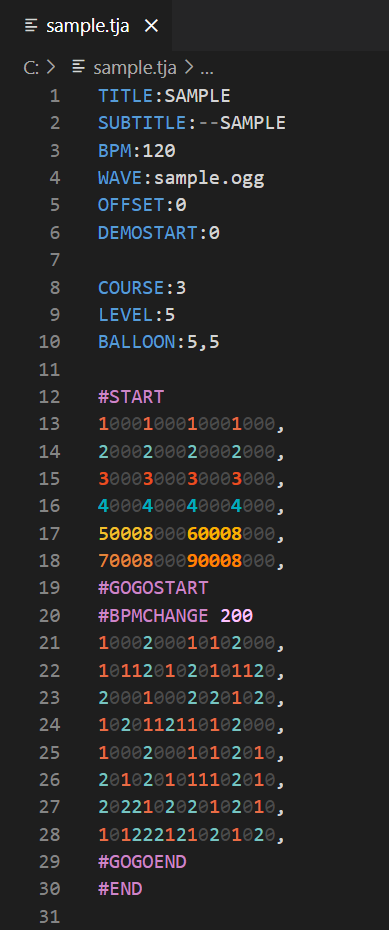 sample.tja ×
C: > sample.tja > ...
1 TITLE:SAMPLE
2 SUBTITLE:--SAMPLE
3 BPM:120
4 WAVE:sample.ogg
5 OFFSET:0
6 DEMOSTART:0
7
8 COURSE:3
9 LEVEL:5
10 BALLOON:5,5
11
12 #START
13 1000100010001000,
14 2000200020002000,
15 3000300030003000,
16 4000400040004000,
17 5000800060008000,
18 7000800090008000,
19 #GOGOSTART
20 #BPMCHANGE 200
21 1000200010102000,
22 1011201020101120,
23 2000100020201020,
24 1020112110102000,
25 1000200010102010,
26 2010201011102010,
27 2022102020102010,
28 1012221210201020,
29 #GOGOEND
30 #END
31